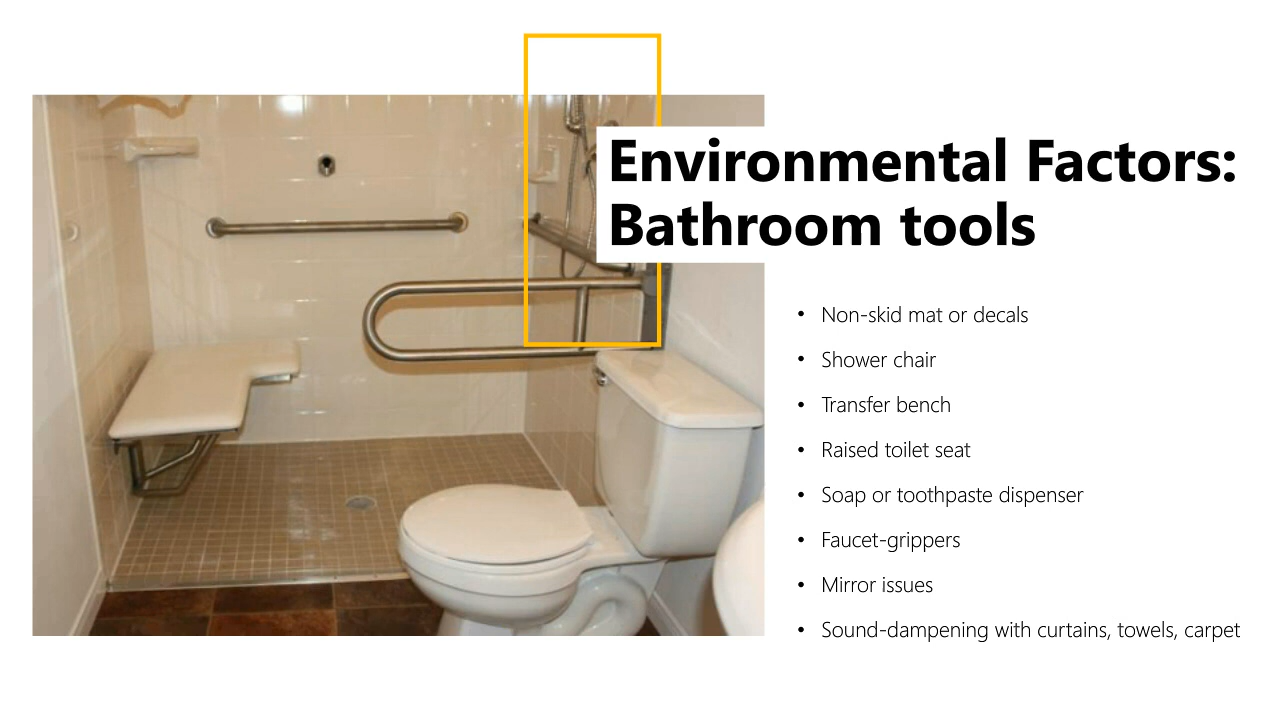 Environmental Factors:
Bathroom tools
• Non-skid mat or decals
• Shower chair
• Transfer bench
• Raised toilet seat
• Soap or toothpaste dispenser
• Faucet-grippers
• Mirror issues
• Sound-dampening with curtains, towels, carpet